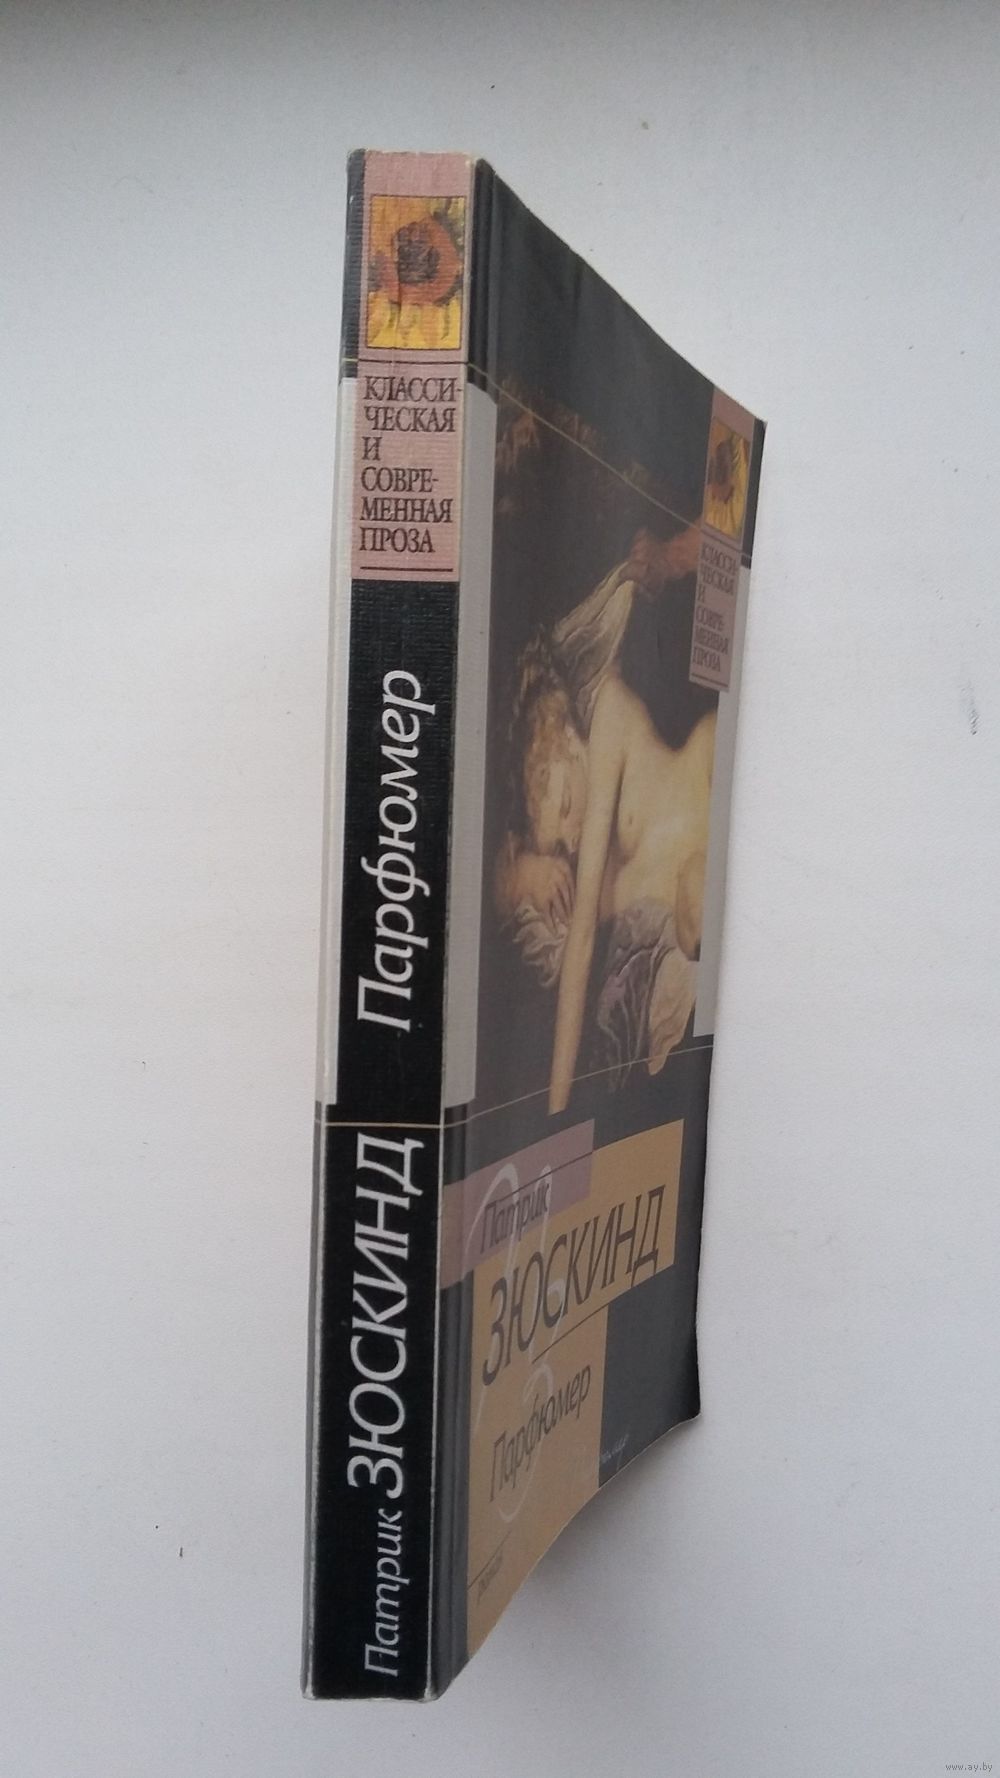 КЛАССИ-
ЧЕСКАЯ
И
СОВРЕ-
МЕННАЯ
ПРОЗА
Патрик ЗЮСКИНД Парфюмер
КЛАССИ-
ЧЕСКАЯ
И
СОВРЕ-
МЕННАЯ
ПРОЗА
Патрик
ЗЮСКИНД
Парфюмер
роман
www.ay.by